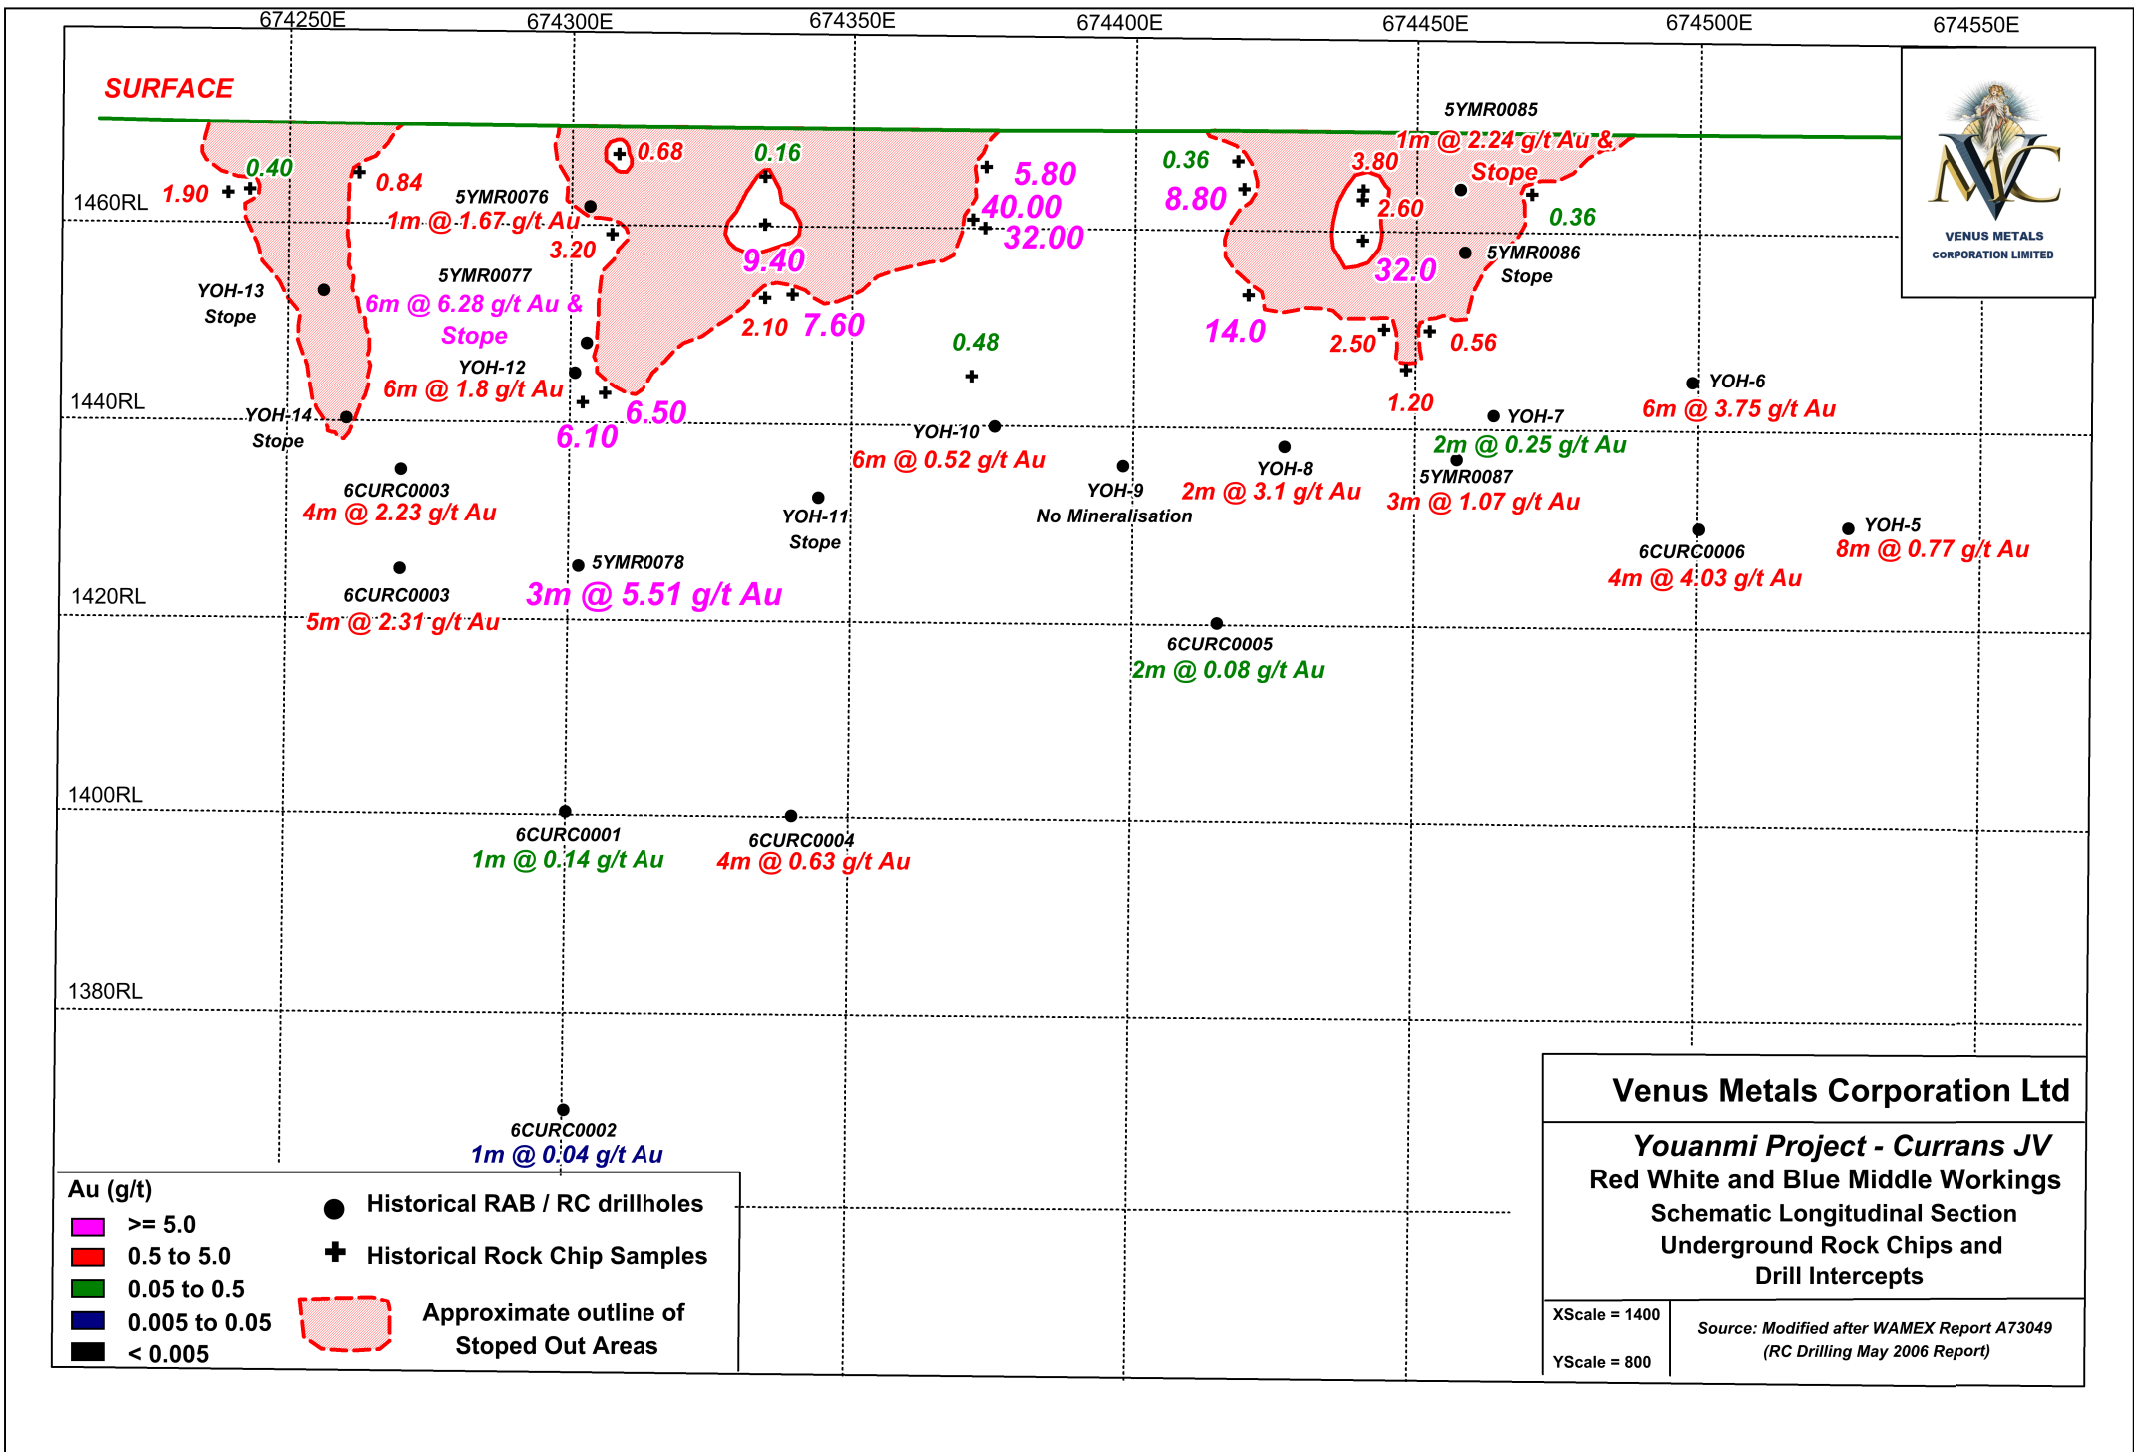 674250E 674300E 674350E 674400E 674450E 674500E 674550E
SURFACE
5YMR0085
1m @ 2.24 g/t Au &
Stope
VMC
VENUS METALS
CORPORATION LIMITED
0.40
1.90
0.84
0.68
0.16
5.80
40.00
32.00
0.36
8.80
3.80
2.60
0.36
1460RL
5YMR0076
1m @ 1.67 g/t Au
3.20
9.40
32.0
5YMR0086
Stope
YOH-13
Stope
5YMR0077
6m @ 6.28 g/t Au &
Stope
2.10
7.60
0.48
14.0
2.50
0.56
YOH-12
6m @ 1.8 g/t Au
6.50
6.10
1.20
YOH-6
6m @ 3.75 g/t Au
1440RL
YOH-14
Stope
YOH-10
6m @ 0.52 g/t Au
YOH-7
2m @ 0.25 g/t Au
YOH-8
2m @ 3.1 g/t Au
5YMR0087
3m @ 1.07 g/t Au
6CURC0003
4m @ 2.23 g/t Au
YOH-9
No Mineralisation
YOH-11
Stope
YOH-5
8m @ 0.77 g/t Au
6CURC0006
4m @ 4.03 g/t Au
5YMR0078
3m @ 5.51 g/t Au
1420RL
6CURC0003
5m @ 2.31 g/t Au
6CURC0005
2m @ 0.08 g/t Au
1400RL
6CURC0001
1m @ 0.14 g/t Au
6CURC0004
4m @ 0.63 g/t Au
1380RL
6CURC0002
1m @ 0.04 g/t Au
Au (g/t)
>= 5.0
0.5 to 5.0
0.05 to 0.5
0.005 to 0.05
< 0.005
Historical RAB / RC drillholes
Historical Rock Chip Samples
Approximate outline of
Stoped Out Areas
Venus Metals Corporation Ltd
Youanmi Project - Currans JV
Red White and Blue Middle Workings
Schematic Longitudinal Section
Underground Rock Chips and
Drill Intercepts
XScale = 1400
YScale = 800
Source: Modified after WAMEX Report A73049
(RC Drilling May 2006 Report)